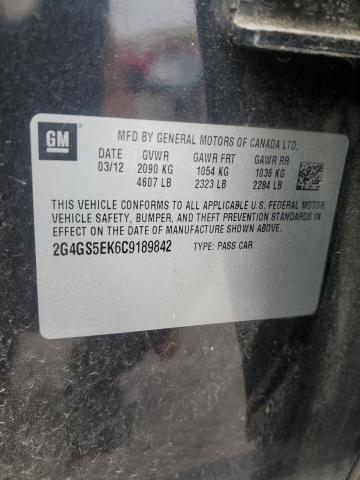 GM
MFD BY GENERAL MOTORS OF CANADA LTD.
DATE GVWR GAWR FRT GAWR RR
03/12 2090 KG 1054 KG 1036 KG
4607 LB 2323 LB 2284 LB
THIS VEHICLE CONFORMS TO ALL APPLICABLE U.S. FEDERAL MOTOR
VEHICLE SAFETY, BUMPER, AND THEFT PREVENTION STANDARDS IN
EFFECT ON THE DATE OF MANUFACTURE SHOWN ABOVE.
2G4GS5EK6C9189842 TYPE: PASS CAR